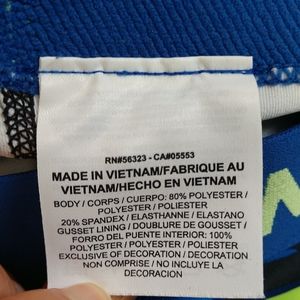 RN#56323 - CA#05553
MADE IN VIETNAM/FABRIQUE AU
VIETNAM/HECHO EN VIETNAM
BODY / CORPS / CUERPO: 80% POLYESTER /
POLYESTER / POLIESTER
20% SPANDEX / ELASTHANNE / ELASTANO
GUSSET LINING / DOUBLURE DE GOUSSET /
FORRO DEL PUENTE INTERIOR: 100%
POLYESTER / POLYESTER / POLIESTER
EXCLUSIVE OF DECORATION / DECORATION
NON COMPRISE / NO INCLUYE LA
DECORACION